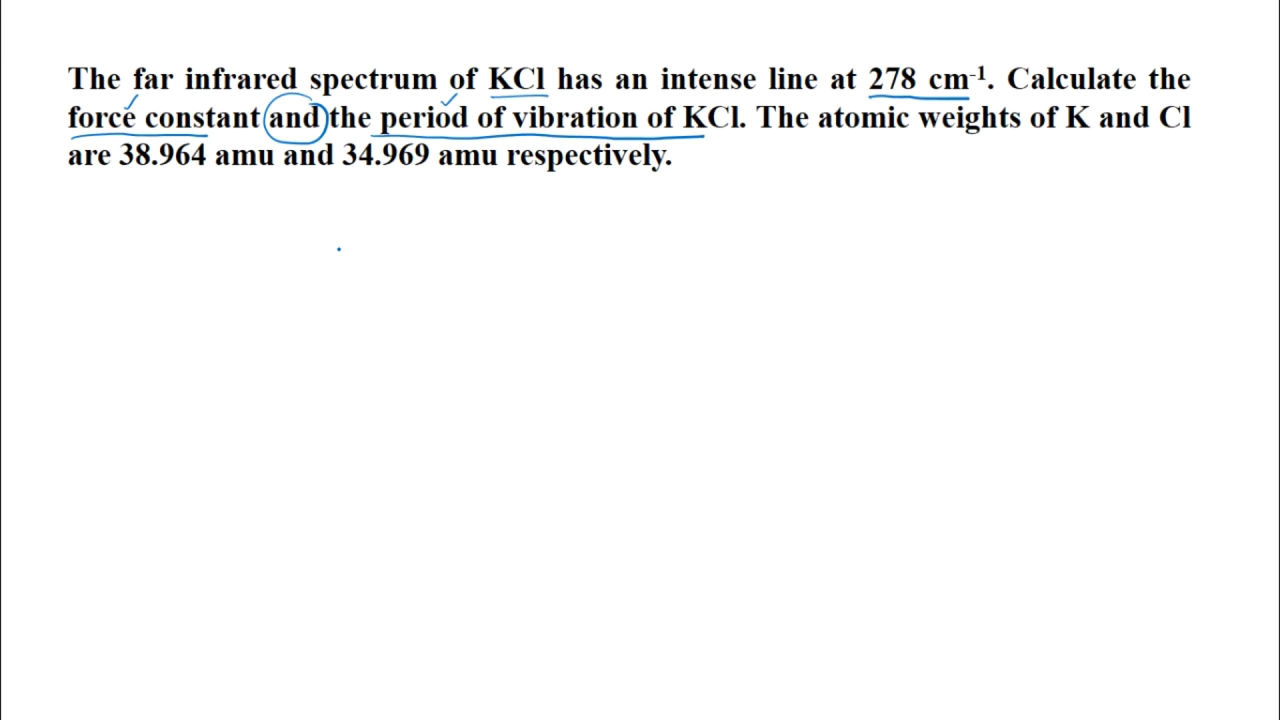 The far infrared spectrum of KCl has an intense line at 278 cm⁻¹. Calculate the
force constant and the period of vibration of KCl. The atomic weights of K and Cl
are 38.964 amu and 34.969 amu respectively.